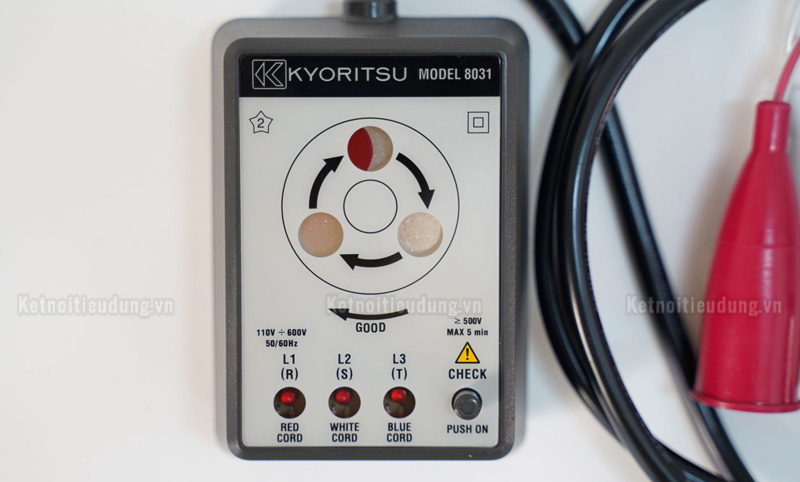 KYORITSU MODEL 8031
2
Ketnoitieudung.vn Ketnoitieudung.vn Ketnoitieudung.vn
GOOD
110V ÷ 600V
50/60Hz
≥ 500V
MAX 5 min
L1 L2 L3
(R) (S) (T)
CHECK
RED CORD
WHITE CORD
BLUE CORD
PUSH ON